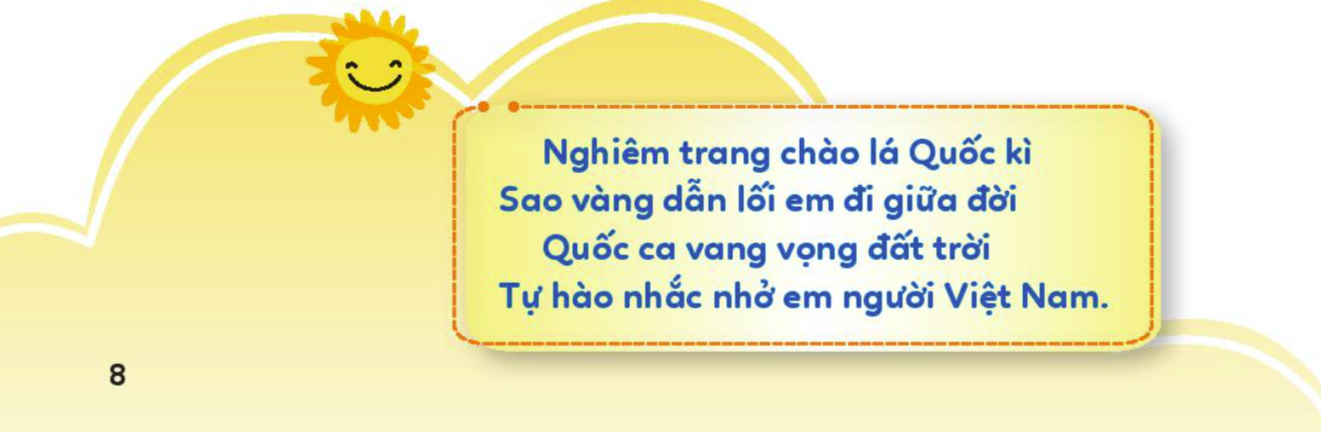 Nghiêm trang chào lá Quốc kì
Sao vàng dẫn lối em đi giữa đời
Quốc ca vang vọng đất trời
Tự hào nhắc nhở em người Việt Nam.
8